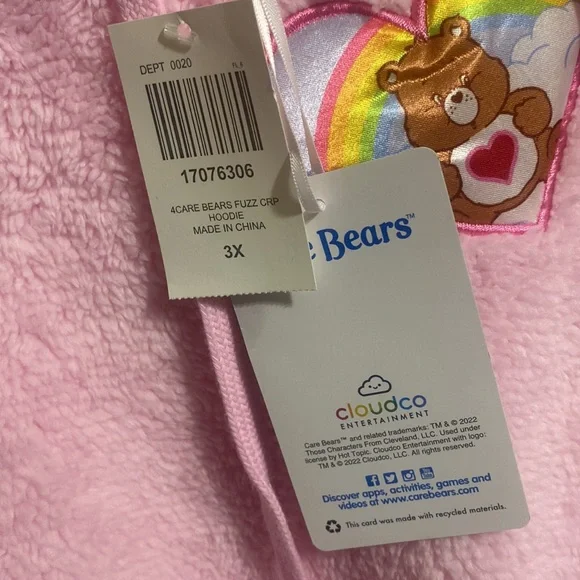 DEPT 0020
17076306
4CARE BEARS FUZZ CRP
HOODIE
MADE IN CHINA
3X
Bears™
cloudco
ENTERTAINMENT
Care Bears™ and related trademarks: TM & © 2022
Those Characters From Cleveland, LLC. Used under
license by Hot Topic. Cloudco Entertainment with logo:
TM & © 2022 Cloudco, LLC. All rights reserved.
Discover apps, activities, games and
videos at www.carebears.com
This card was made with recycled materials.